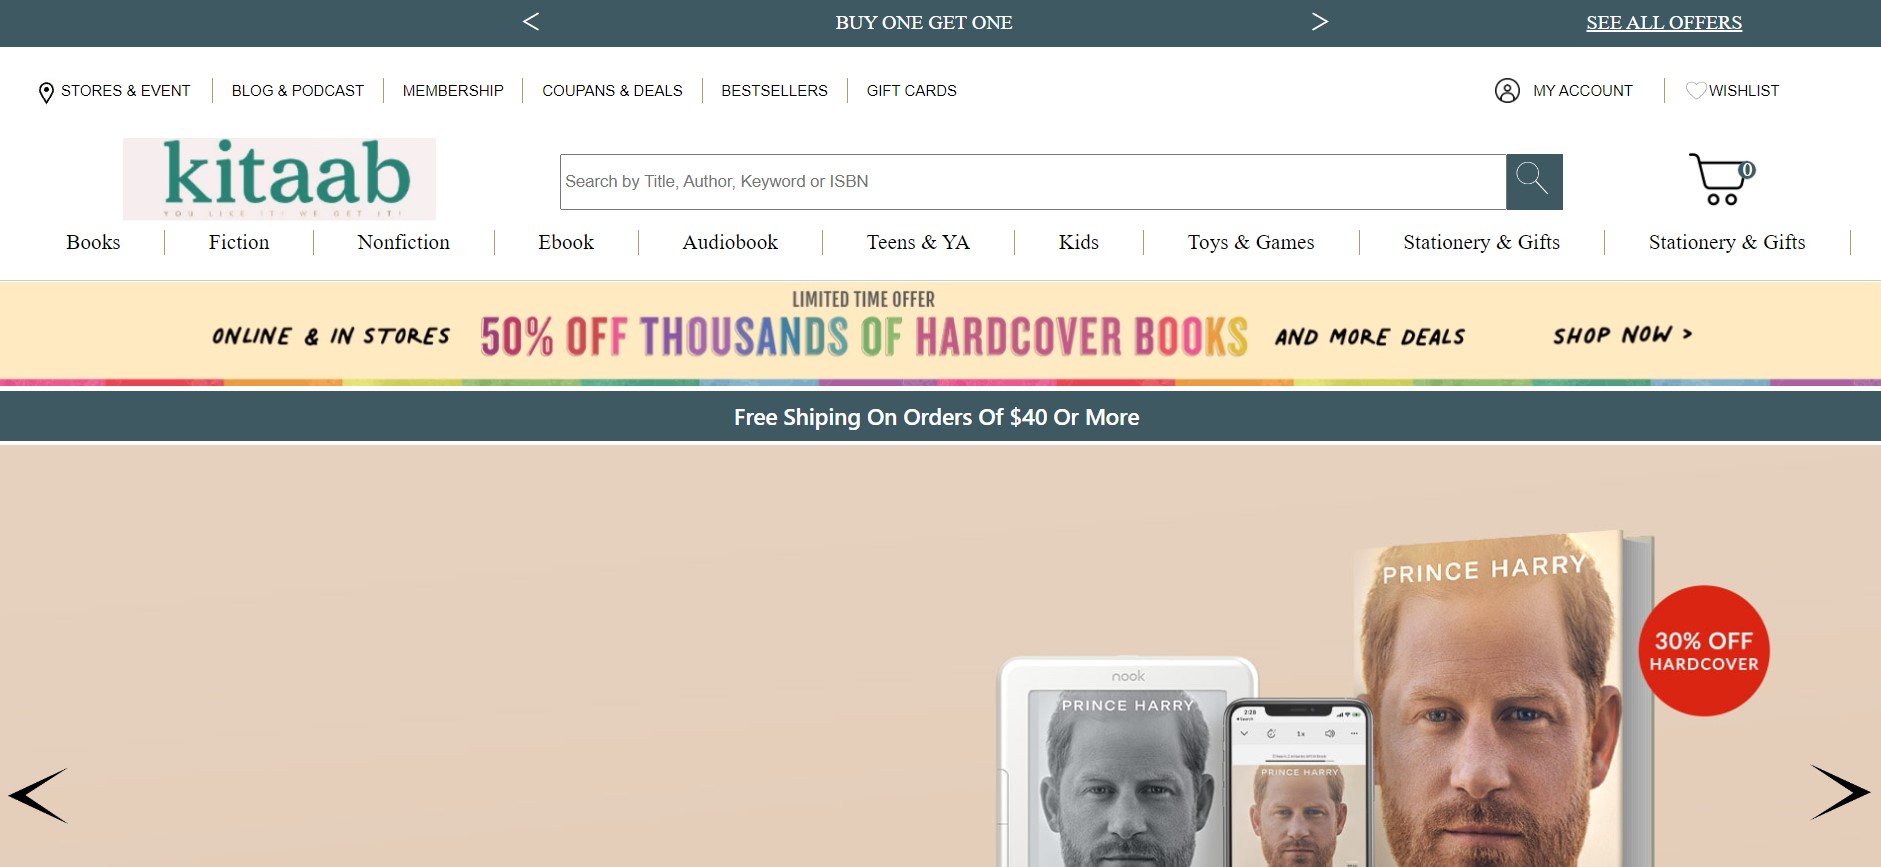 < BUY ONE GET ONE > SEE ALL OFFERS
STORES & EVENT BLOG & PODCAST MEMBERSHIP COUPANS & DEALS BESTSELLERS GIFT CARDS MY ACCOUNT WISHLIST
kitaab
YOU LIKE IT! WE GET IT!
Search by Title, Author, Keyword or ISBN
0
Books Fiction Nonfiction Ebook Audiobook Teens & YA Kids Toys & Games Stationery & Gifts Stationery & Gifts
LIMITED TIME OFFER
ONLINE & IN STORES 50% OFF THOUSANDS OF HARDCOVER BOOKS AND MORE DEALS SHOP NOW >
Free Shiping On Orders Of $40 Or More
PRINCE HARRY
30% OFF
HARDCOVER
nook
PRINCE HARRY
2:28
Search
1x
PRINCE HARRY